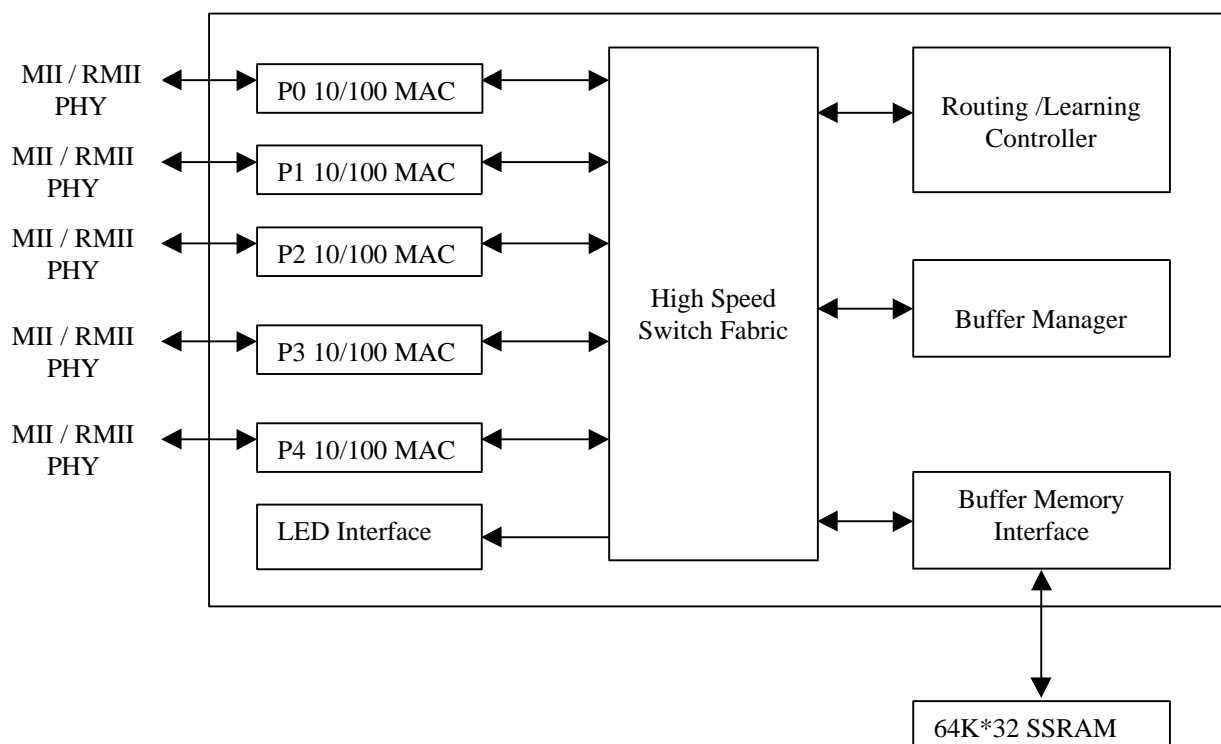 MII / RMII
PHY
P0 10/100 MAC
MII / RMII
PHY
P1 10/100 MAC
MII / RMII
PHY
P2 10/100 MAC
MII / RMII
PHY
P3 10/100 MAC
MII / RMII
PHY
P4 10/100 MAC
LED Interface
High Speed
Switch Fabric
Routing /Learning
Controller
Buffer Manager
Buffer Memory
Interface
64K*32 SSRAM